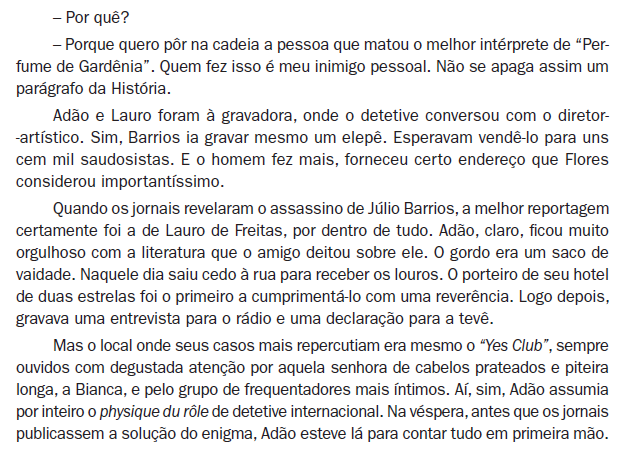 – Por quê?
– Porque quero pôr na cadeia a pessoa que matou o melhor intérprete de “Per-
fume de Gardênia”. Quem fez isso é meu inimigo pessoal. Não se apaga assim um
parágrafo da História.
Adão e Lauro foram à gravadora, onde o detetive conversou com o diretor-
-artístico. Sim, Barrios ia gravar mesmo um elepê. Esperavam vendê-lo para uns
cem mil saudosistas. E o homem fez mais, forneceu certo endereço que Flores
considerou importantíssimo.
Quando os jornais revelaram o assassino de Júlio Barrios, a melhor reportagem
certamente foi a de Lauro de Freitas, por dentro de tudo. Adão, claro, ficou muito
orgulhoso com a literatura que o amigo deitou sobre ele. O gordo era um saco de
vaidade. Naquele dia saiu cedo à rua para receber os louros. O porteiro de seu hotel
de duas estrelas foi o primeiro a cumprimentá-lo com uma reverência. Logo depois,
gravava uma entrevista para o rádio e uma declaração para a tevê.
Mas o local onde seus casos mais repercutiam era mesmo o “Yes Club”, sempre
ouvidos com degustada atenção por aquela senhora de cabelos prateados e piteira
longa, a Bianca, e pelo grupo de frequentadores mais íntimos. Aí, sim, Adão assumia
por inteiro o physique du rôle de detetive internacional. Na véspera, antes que os jornais
publicassem a solução do enigma, Adão esteve lá para contar tudo em primeira mão.